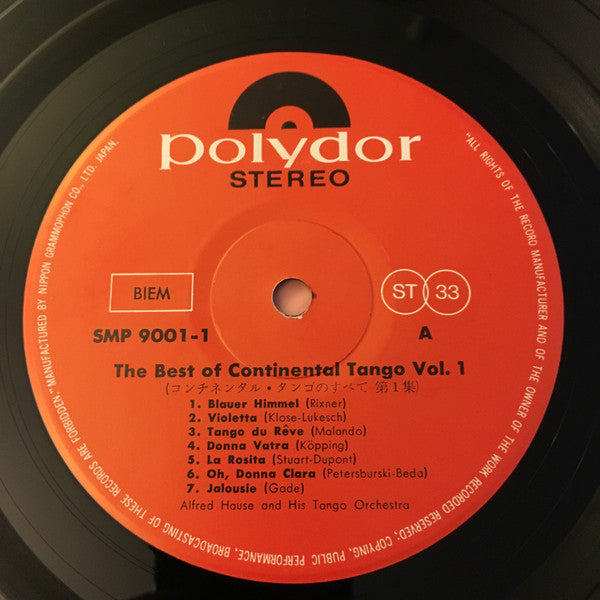 polydor
STEREO
BIEM
ST 33
SMP 9001-1
A
The Best of Continental Tango Vol. 1
(コンチネンタル・タンゴのすべて 第1集)
1. Blauer Himmel (Rixner)
2. Violetta (Klose-Lukesch)
3. Tango du Rêve (Malando)
4. Donna Vatra (Köpping)
5. La Rosita (Stuart-Dupont)
6. Oh, Donna Clara (Petersburski-Beda)
7. Jalousie (Gade)
Alfred Hause and His Tango Orchestra
"ALL RIGHTS OF THE RECORD MANUFACTURER AND OF THE OWNER OF THE WORK RECORDED RESERVED; COPYING, PUBLIC PERFORMANCE, BROADCASTING OF THESE RECORDS ARE FORBIDDEN" MANUFACTURED BY NIPPON GRAMMOPHON CO., LTD. JAPAN.